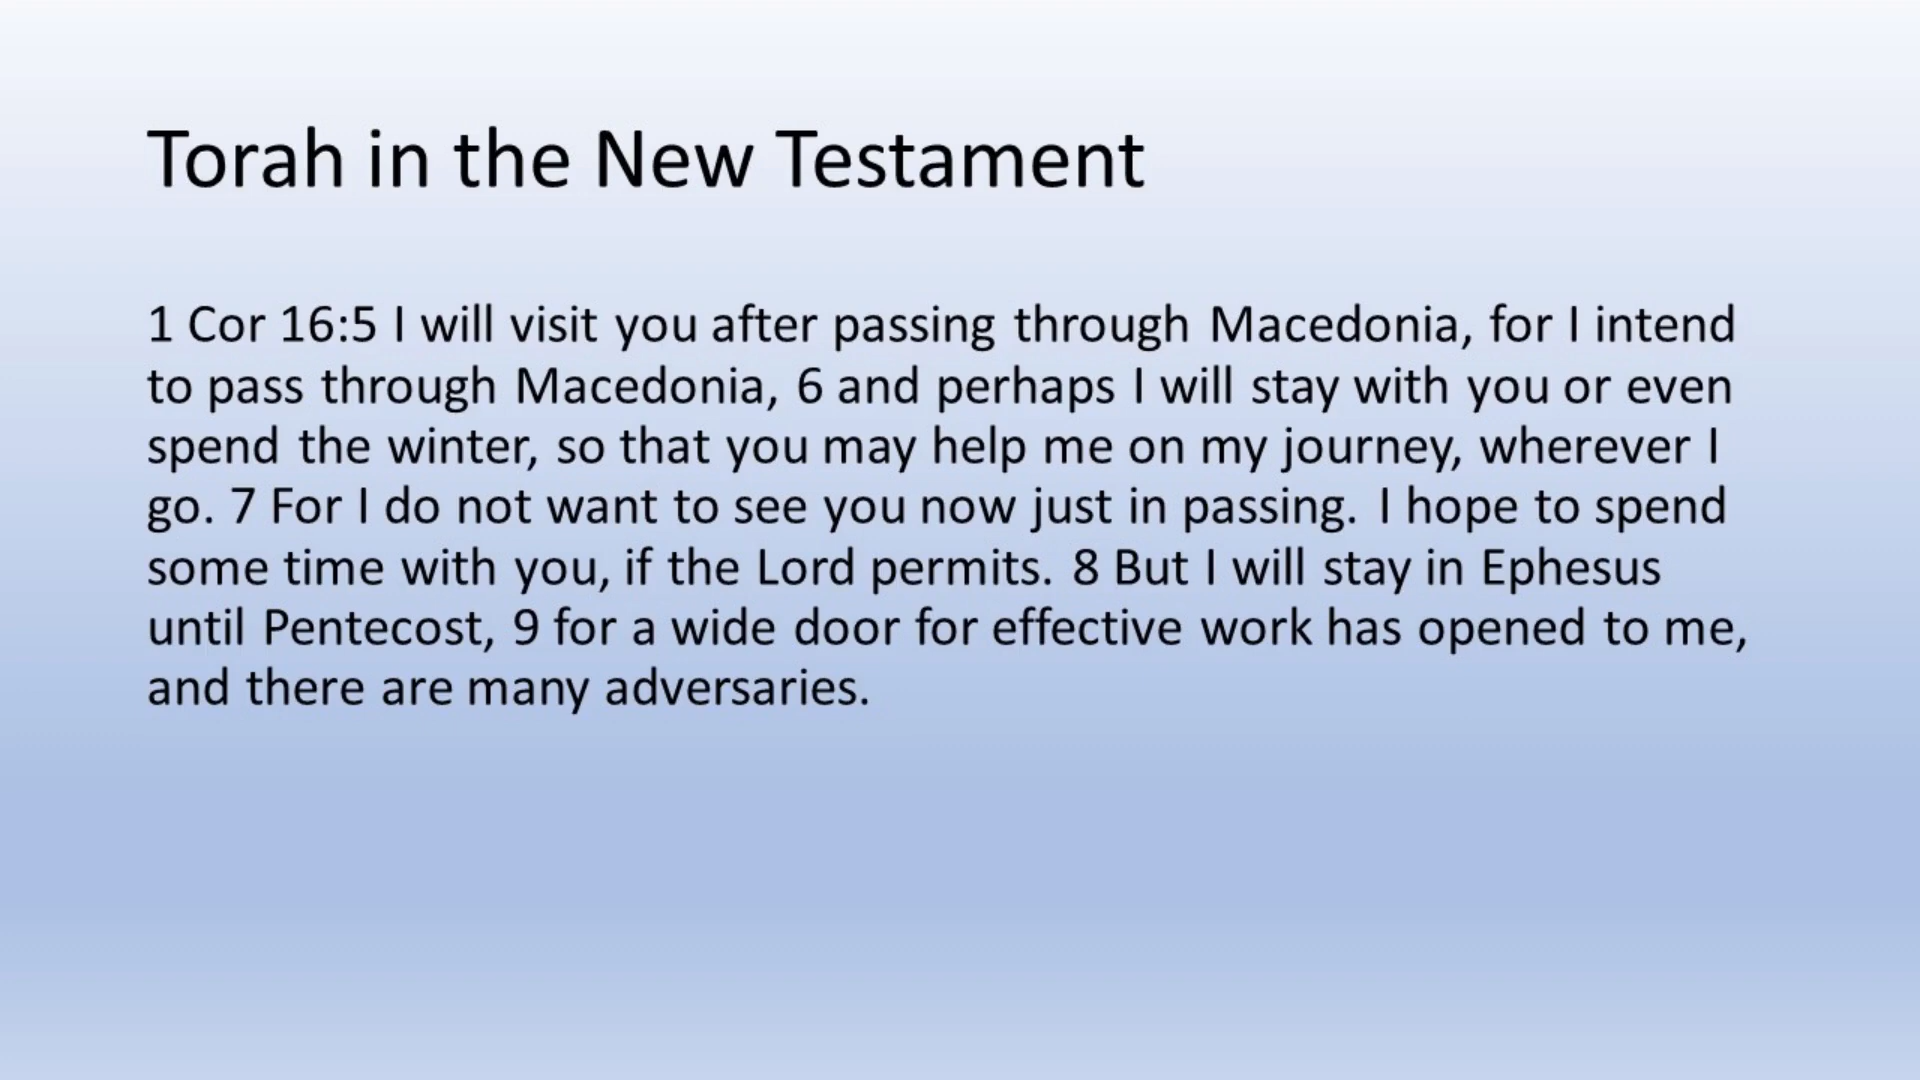 Torah in the New Testament
1 Cor 16:5 I will visit you after passing through Macedonia, for I intend
to pass through Macedonia, 6 and perhaps I will stay with you or even
spend the winter, so that you may help me on my journey, wherever I
go. 7 For I do not want to see you now just in passing. I hope to spend
some time with you, if the Lord permits. 8 But I will stay in Ephesus
until Pentecost, 9 for a wide door for effective work has opened to me,
and there are many adversaries.